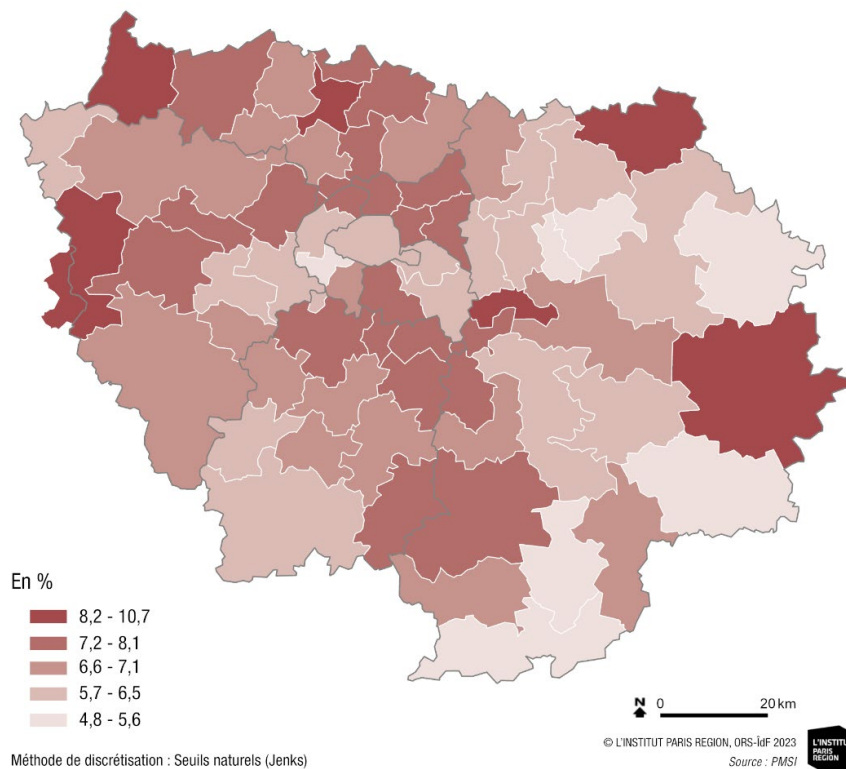 En %
8,2 - 10,7
7,2 - 8,1
6,6 - 7,1
5,7 - 6,5
4,8 - 5,6
Méthode de discrétisation : Seuils naturels (Jenks)
N 0 20 km
© L'INSTITUT PARIS REGION, ORS-ÎdF 2023
Source : PMSI
L'INSTITUT
PARIS
REGION